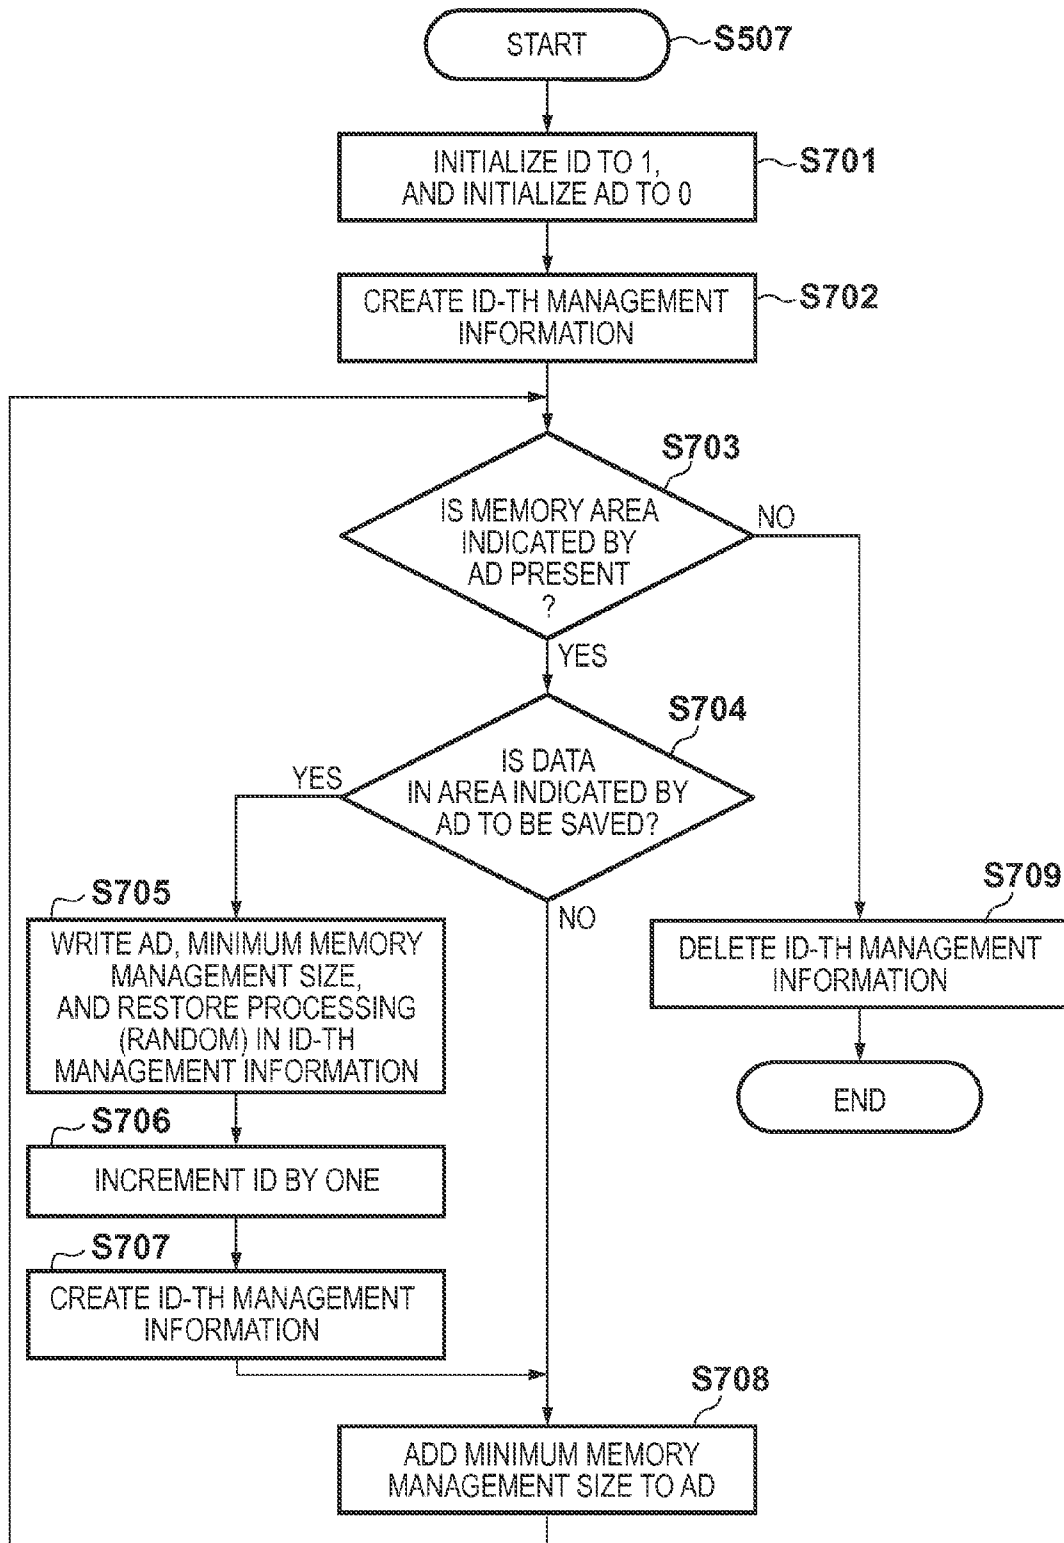 START
S507
INITIALIZE ID TO 1,
AND INITIALIZE AD TO 0
S701
CREATE ID-TH MANAGEMENT
INFORMATION
S702
S703
IS MEMORY AREA
INDICATED BY
AD PRESENT
?
NO
YES
S704
IS DATA
IN AREA INDICATED BY
AD TO BE SAVED?
YES
NO
S705
WRITE AD, MINIMUM MEMORY
MANAGEMENT SIZE,
AND RESTORE PROCESSING
(RANDOM) IN ID-TH
MANAGEMENT INFORMATION
S709
DELETE ID-TH MANAGEMENT
INFORMATION
END
S706
INCREMENT ID BY ONE
S707
CREATE ID-TH MANAGEMENT
INFORMATION
S708
ADD MINIMUM MEMORY
MANAGEMENT SIZE TO AD